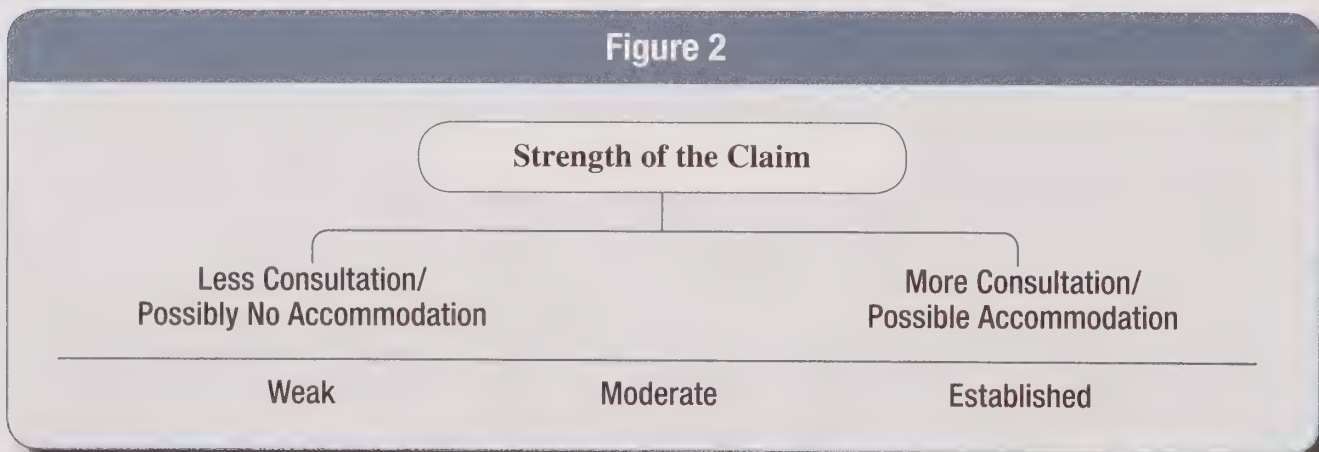 Figure 2
Strength of the Claim
Less Consultation/
Possibly No Accommodation
More Consultation/
Possible Accommodation
Weak
Moderate
Established